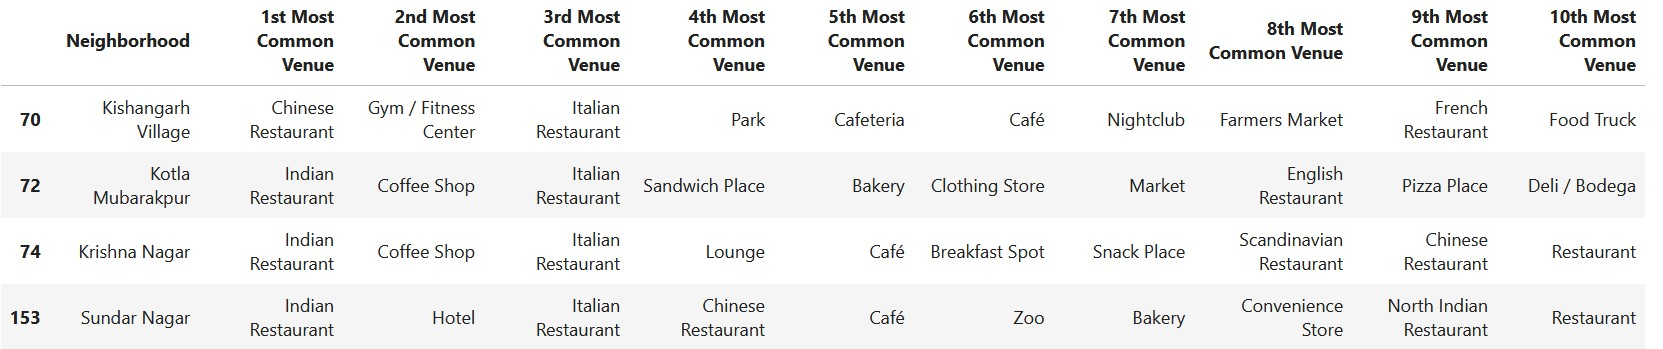 Neighborhood 1st Most Common Venue 2nd Most Common Venue 3rd Most Common Venue 4th Most Common Venue 5th Most Common Venue 6th Most Common Venue 7th Most Common Venue 8th Most Common Venue 9th Most Common Venue 10th Most Common Venue
70 Kishangarh Village Chinese Restaurant Gym / Fitness Center Italian Restaurant Park Cafeteria Café Nightclub Farmers Market French Restaurant Food Truck
72 Kotla Mubarakpur Indian Restaurant Coffee Shop Italian Restaurant Sandwich Place Bakery Clothing Store Market English Restaurant Pizza Place Deli / Bodega
74 Krishna Nagar Indian Restaurant Coffee Shop Italian Restaurant Lounge Café Breakfast Spot Snack Place Scandinavian Restaurant Chinese Restaurant Restaurant
153 Sundar Nagar Indian Restaurant Hotel Italian Restaurant Chinese Restaurant Café Zoo Bakery Convenience Store North Indian Restaurant Restaurant